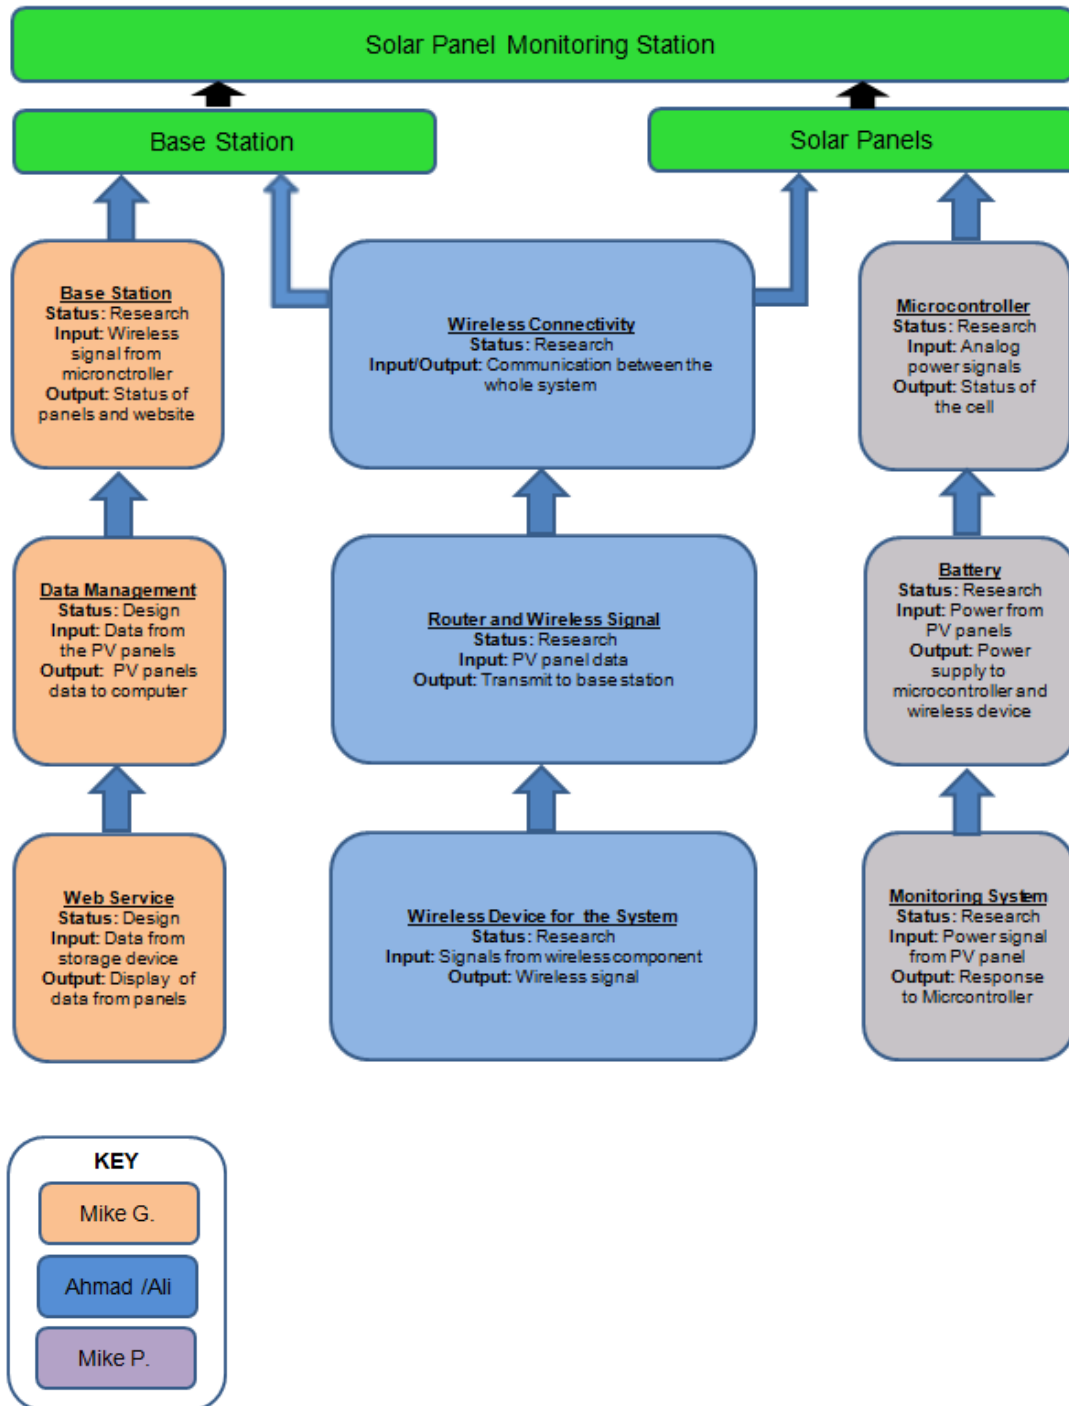 Solar Panel Monitoring Station
Base Station
Solar Panels
Base Station
Status: Research
Input: Wireless
signal from
micronctroller
Output: Status of
panels and website
Wireless Connectivity
Status: Research
Input/Output: Communication between the
whole system
Microcontroller
Status: Research
Input: Analog
power signals
Output: Status of
the cell
Data Management
Status: Design
Input: Data from
the PV panels
Output: PV panels
data to computer
Router and Wireless Signal
Status: Research
Input: PV panel data
Output: Transmit to base station
Battery
Status: Research
Input: Power from
PV panels
Output: Power
supply to
microcontroller and
wireless device
Web Service
Status: Design
Input: Data from
storage device
Output: Display of
data from panels
Wireless Device for the System
Status: Research
Input: Signals from wireless component
Output: Wireless signal
Monitoring System
Status: Research
Input: Power signal
from PV panel
Output: Response
to Micrcontroller
KEY
Mike G.
Ahmad /Ali
Mike P.